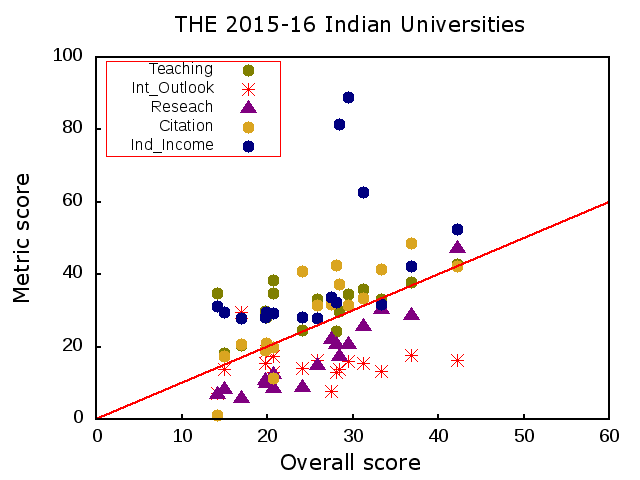 THE 2015-16 Indian Universities
100
80
60
40
20
0
Metric score
Teaching
Int_Outlook
Reseach
Citation
Ind_Income
0 10 20 30 40 50 60
Overall score